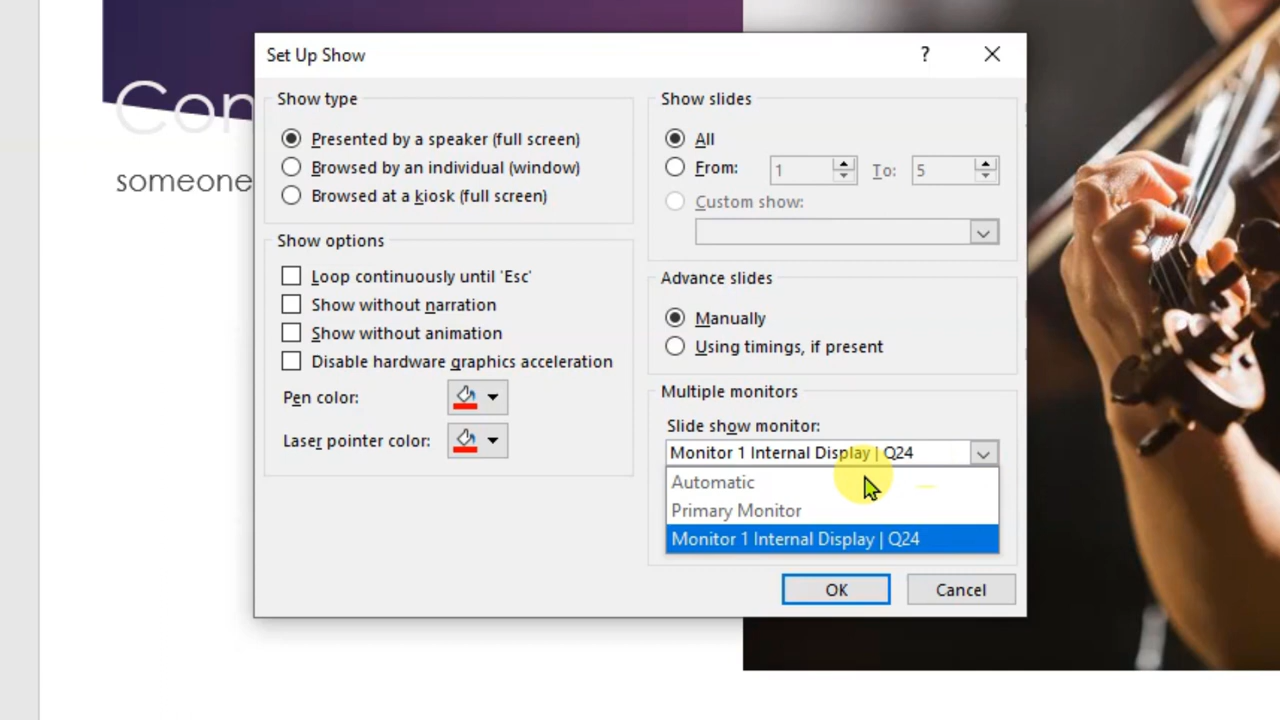 Set Up Show
?
Show type
Presented by a speaker (full screen)
Browsed by an individual (window)
Browsed at a kiosk (full screen)
Show options
Loop continuously until 'Esc'
Show without narration
Show without animation
Disable hardware graphics acceleration
Pen color:
Laser pointer color:
Show slides
All
From: 1 To: 5
Custom show:
Advance slides
Manually
Using timings, if present
Multiple monitors
Slide show monitor:
Monitor 1 Internal Display | Q24
Automatic
Primary Monitor
Monitor 1 Internal Display | Q24
OK Cancel
Con
someone